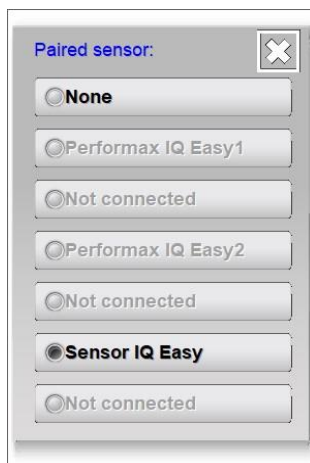 Paired sensor:
None
Performax IQ Easy1
Not connected
Performax IQ Easy2
Not connected
Sensor IQ Easy
Not connected